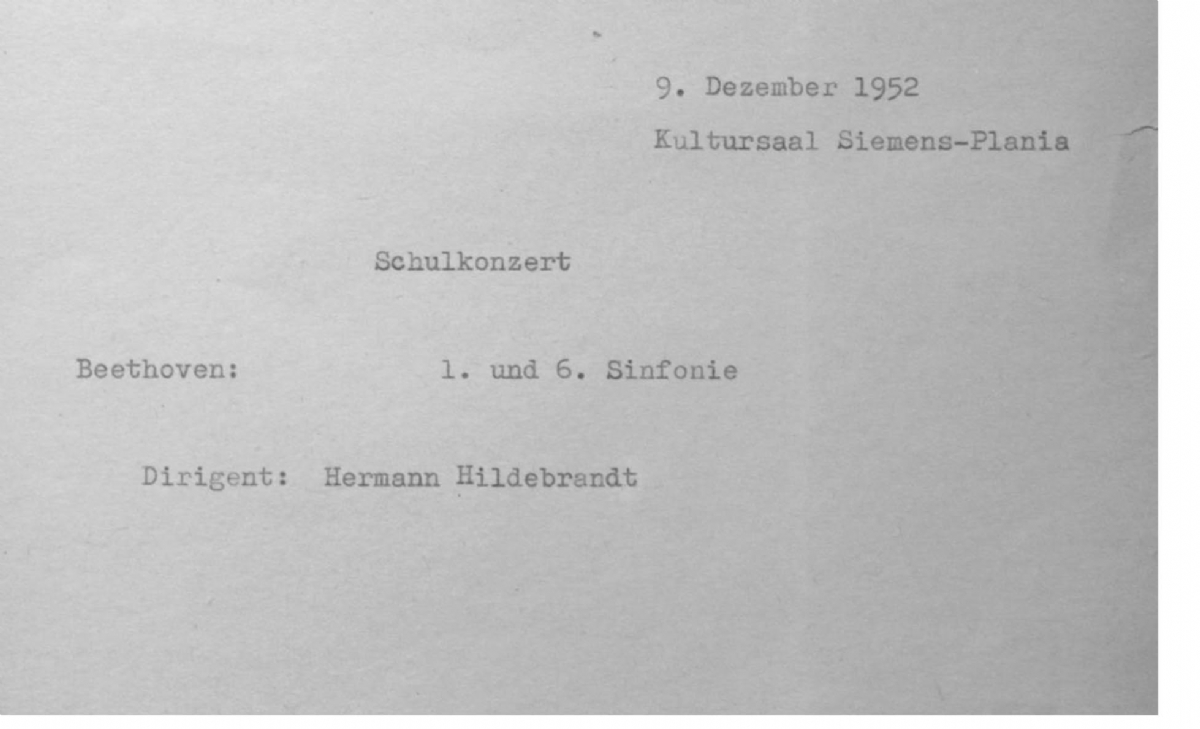 9. Dezember 1952
Kultursaal Siemens-Plania
Schulkonzert
Beethoven: 1. und 6. Sinfonie
Dirigent: Hermann Hildebrandt